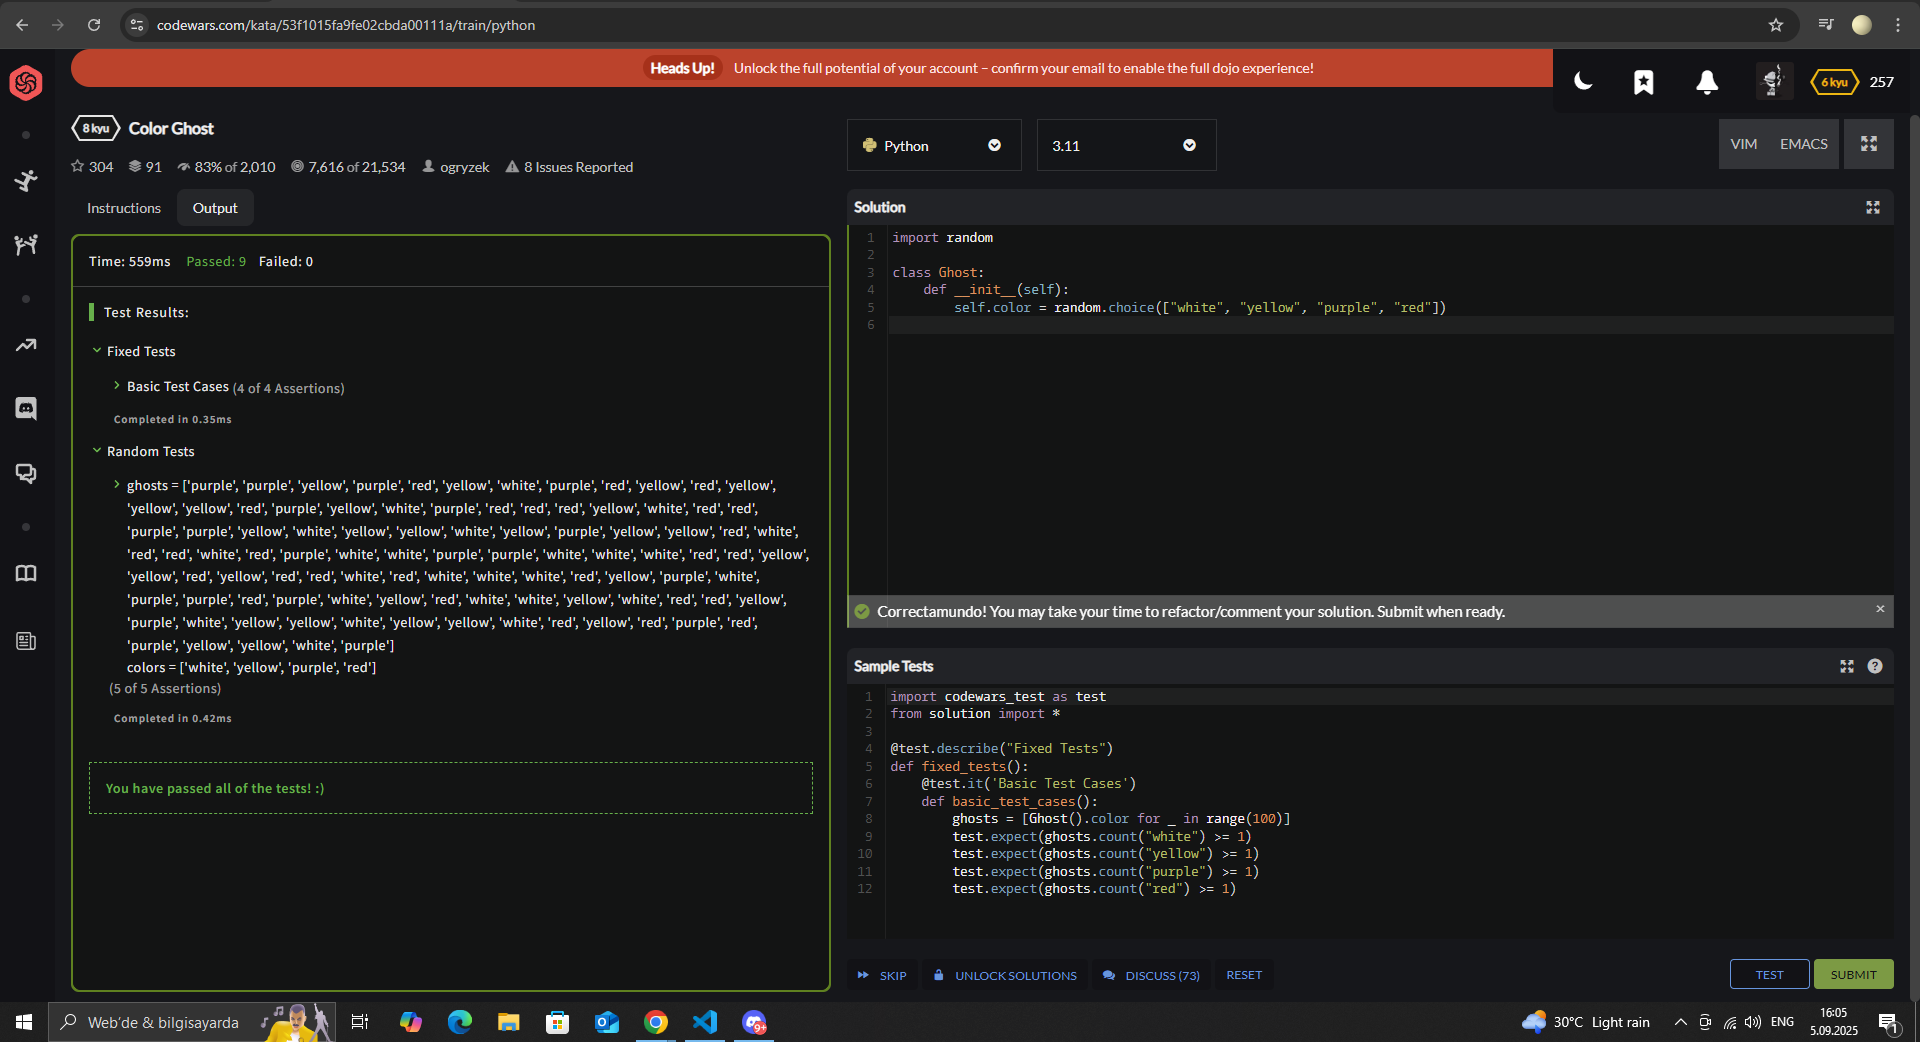 codewars.com/kata/53f1015fa9fe02cbda00111a/train/python
Heads Up! Unlock the full potential of your account – confirm your email to enable the full dojo experience!
6 kyu 257
8 kyu Color Ghost
304 91 83% of 2,010 7,616 of 21,534 ogryzek 8 Issues Reported
Instructions Output
Time: 559ms Passed: 9 Failed: 0
Test Results:
Fixed Tests
Basic Test Cases (4 of 4 Assertions)
Completed in 0.35ms
Random Tests
ghosts = ['purple', 'purple', 'yellow', 'purple', 'red', 'yellow', 'white', 'purple', 'red', 'yellow', 'red', 'yellow',
'yellow', 'yellow', 'red', 'purple', 'yellow', 'white', 'purple', 'red', 'red', 'red', 'yellow', 'white', 'red', 'red',
'purple', 'purple', 'yellow', 'white', 'yellow', 'yellow', 'white', 'yellow', 'purple', 'yellow', 'yellow', 'red', 'white',
'red', 'red', 'white', 'red', 'purple', 'white', 'white', 'purple', 'purple', 'white', 'white', 'white', 'red', 'red', 'yellow',
'yellow', 'red', 'yellow', 'red', 'red', 'white', 'red', 'white', 'white', 'white', 'red', 'yellow', 'purple', 'white',
'purple', 'purple', 'red', 'purple', 'white', 'yellow', 'red', 'white', 'white', 'yellow', 'white', 'red', 'red', 'yellow',
'purple', 'white', 'yellow', 'yellow', 'white', 'yellow', 'yellow', 'white', 'red', 'yellow', 'red', 'purple', 'red',
'purple', 'yellow', 'yellow', 'white', 'purple']
colors = ['white', 'yellow', 'purple', 'red']
(5 of 5 Assertions)
Completed in 0.42ms
You have passed all of the tests! :)
Python 3.11 VIM EMACS
Solution
1 import random
2
3 class Ghost:
4 def __init__(self):
5 self.color = random.choice(["white", "yellow", "purple", "red"])
6
Correctamundo! You may take your time to refactor/comment your solution. Submit when ready. ×
Sample Tests ?
1 import codewars_test as test
2 from solution import *
3
4 @test.describe("Fixed Tests")
5 def fixed_tests():
6 @test.it('Basic Test Cases')
7 def basic_test_cases():
8 ghosts = [Ghost().color for _ in range(100)]
9 test.expect(ghosts.count("white") >= 1)
10 test.expect(ghosts.count("yellow") >= 1)
11 test.expect(ghosts.count("purple") >= 1)
12 test.expect(ghosts.count("red") >= 1)
SKIP UNLOCK SOLUTIONS DISCUSS (73) RESET TEST SUBMIT
Web'de & bilgisayarda 9+ 30°C Light rain ENG 16:05
5.09.2025 1